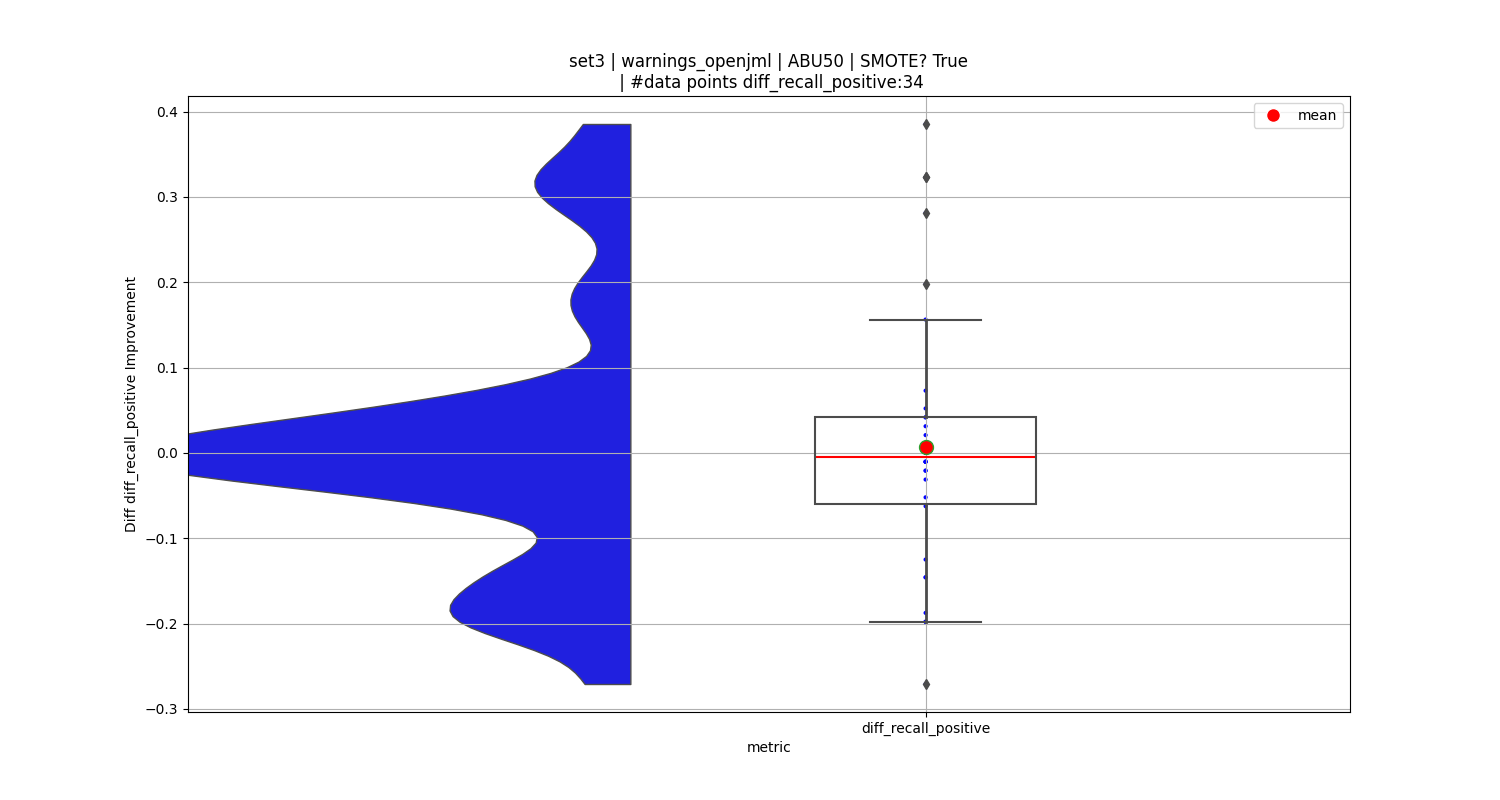 set3 | warnings_openjml | ABU50 | SMOTE? True
| #data points diff_recall_positive:34
mean
Diff diff_recall_positive Improvement
0.4
0.3
0.2
0.1
0.0
−0.1
−0.2
−0.3
diff_recall_positive
metric